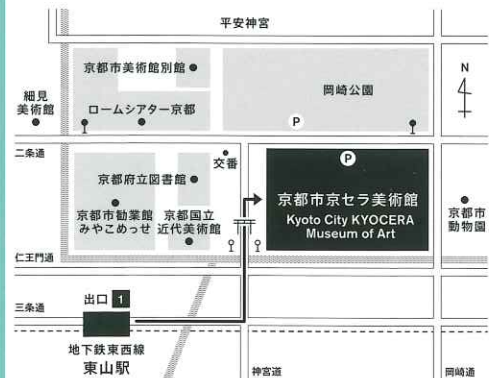 平安神宮
京都市美術館別館
岡崎公園
N
細見
美術館
ロームシアター京都
P
二条通
交番
P
京都府立図書館
京都市京セラ美術館
Kyoto City KYOCERA
Museum of Art
京都市勧業館
みやこめっせ
京都国立
近代美術館
京都市
動物園
仁王門通
三条通
出口 1
地下鉄東西線
東山駅
神宮道
岡崎通